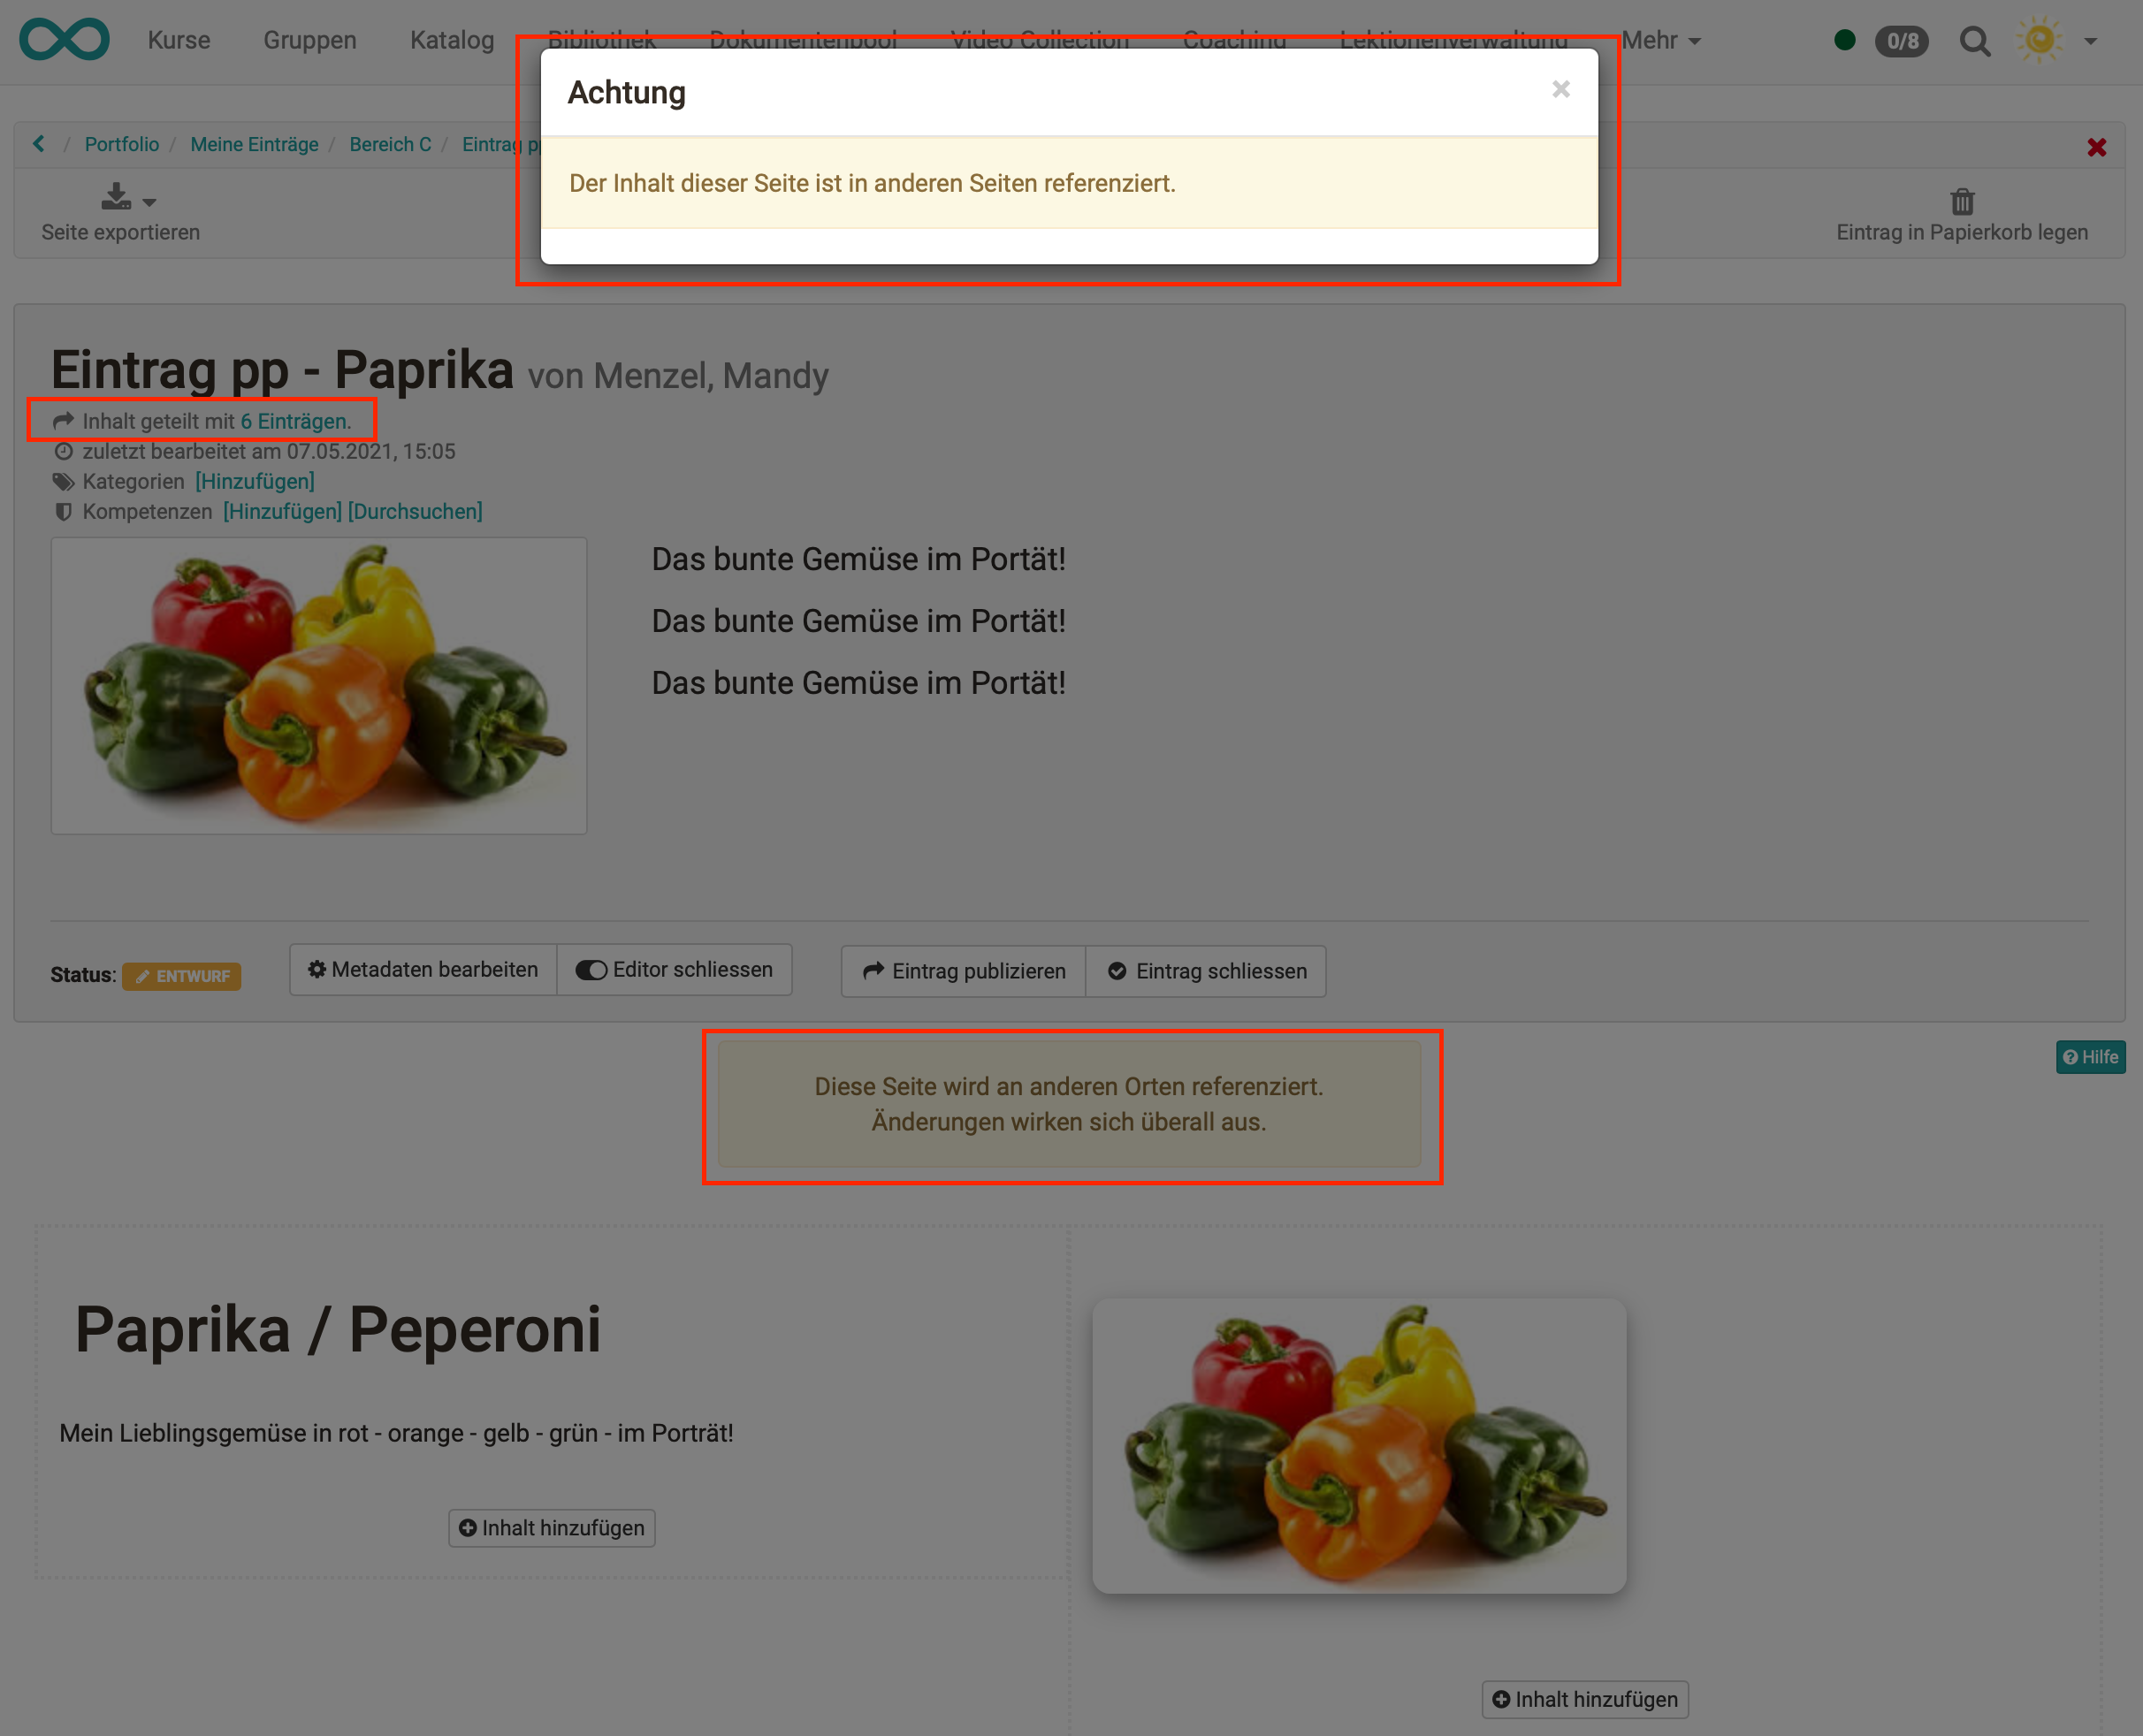 Kurse Gruppen Katalog Bibliothek Dokumentenpool Video Collection Coaching Lektionenverwaltung Mehr 0/8
Achtung ×
Der Inhalt dieser Seite ist in anderen Seiten referenziert.
/ Portfolio / Meine Einträge / Bereich C / Eintrag
Seite exportieren
Eintrag in Papierkorb legen
Eintrag pp - Paprika von Menzel, Mandy
Inhalt geteilt mit 6 Einträgen.
zuletzt bearbeitet am 07.05.2021, 15:05
Kategorien [Hinzufügen]
Kompetenzen [Hinzufügen] [Durchsuchen]
Das bunte Gemüse im Portät!
Das bunte Gemüse im Portät!
Das bunte Gemüse im Portät!
Status: ENTWURF Metadaten bearbeiten Editor schliessen Eintrag publizieren Eintrag schliessen
Hilfe
Diese Seite wird an anderen Orten referenziert.
Änderungen wirken sich überall aus.
Paprika / Peperoni
Mein Lieblingsgemüse in rot - orange - gelb - grün - im Porträt!
Inhalt hinzufügen
Inhalt hinzufügen